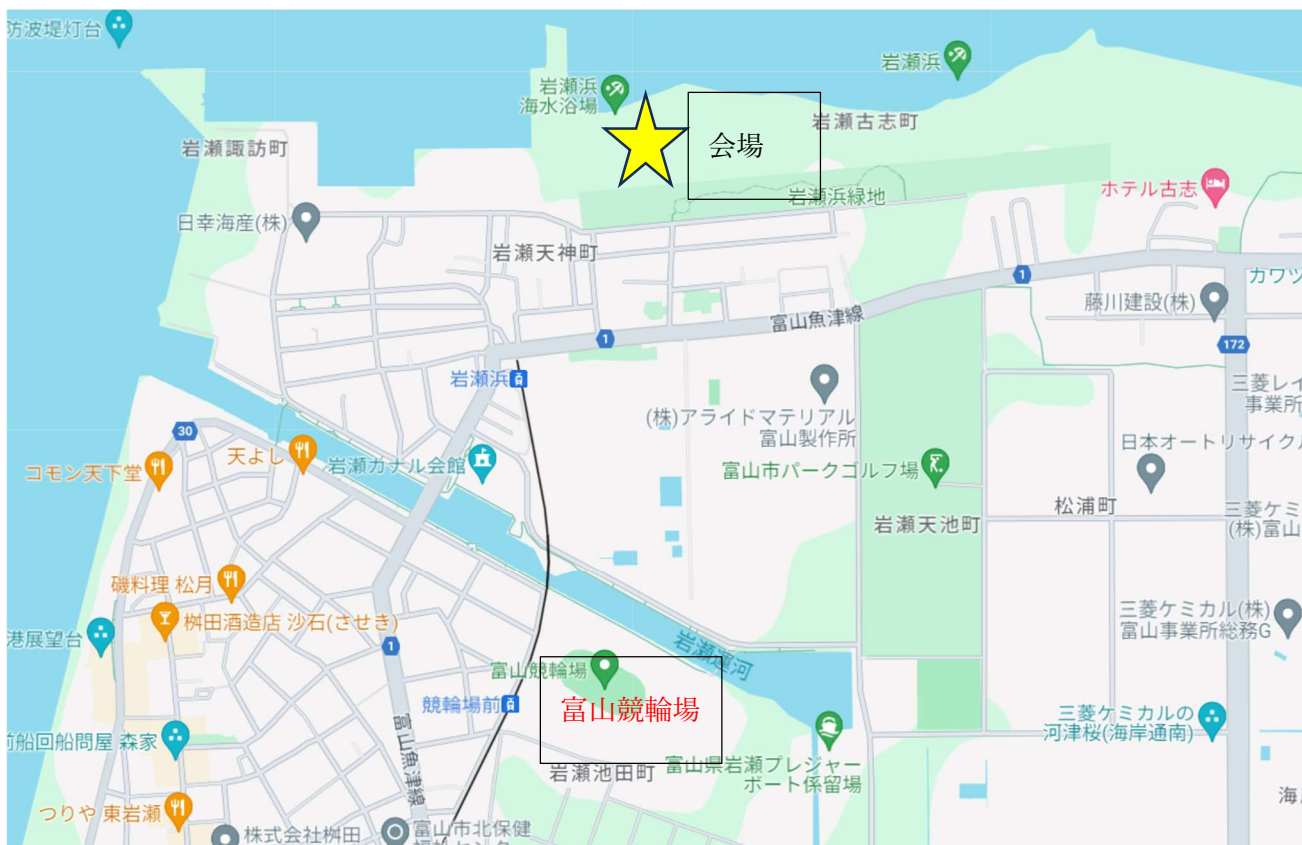 防波堤灯台
岩瀬浜
海水浴場
岩瀬浜
岩瀬古志町
会場
岩瀬諏訪町
ホテル古志
岩瀬浜緑地
日幸海産(株)
岩瀬天神町
1
カワツ
藤川建設(株)
富山魚津線
1
172
岩瀬浜
三菱レイ
事業所
(株)アライドマテリアル
富山製作所
30
天よし
岩瀬カナル会館
コモン天下堂
富山市パークゴルフ場
日本オートリサイクル
松浦町
岩瀬天池町
三菱ケミ
(株)富山
磯料理 松月
桝田酒造店 沙石(させき)
三菱ケミカル(株)
富山事業所総務G
港展望台
1
岩瀬運河
富山競輪場
富山競輪場
競輪場前
三菱ケミカルの
河津桜(海岸通南)
前船回船問屋 森家
富山魚津線
岩瀬池田町
富山県岩瀬プレジャー
ボート係留場
つりや 東岩瀬
株式会社桝田
富山市北保健